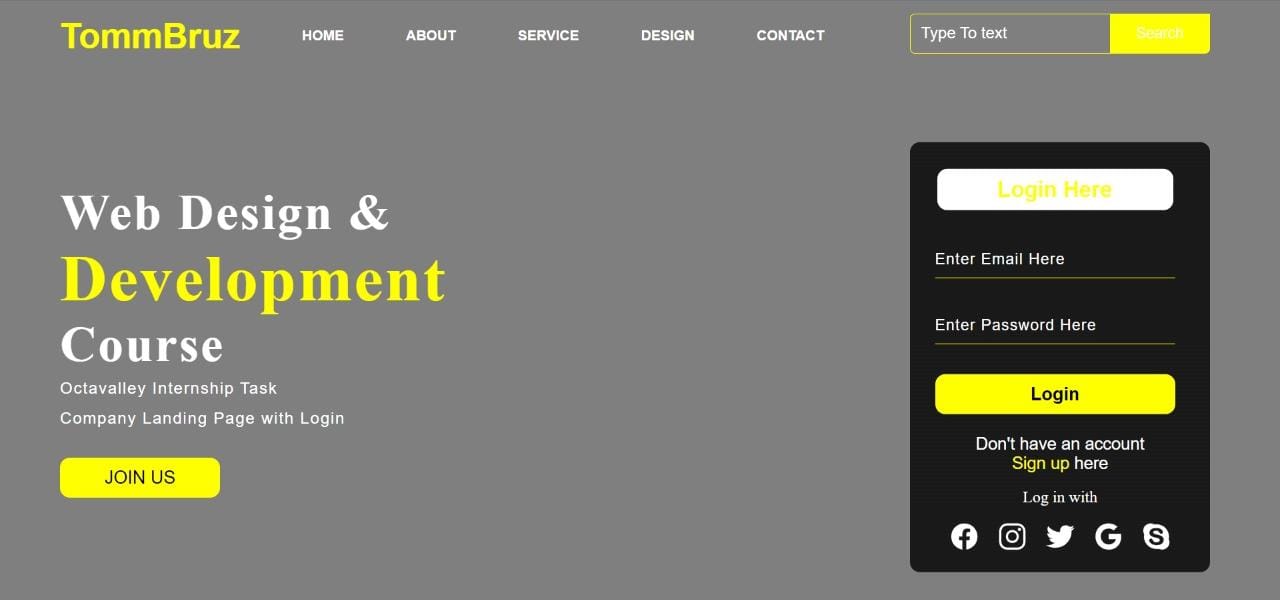 TommBruz
HOME ABOUT SERVICE DESIGN CONTACT
Type To text Search
Web Design &
Development
Course
Octavalley Internship Task
Company Landing Page with Login
JOIN US
Login Here
Enter Email Here
Enter Password Here
Login
Don't have an account
Sign up here
Log in with